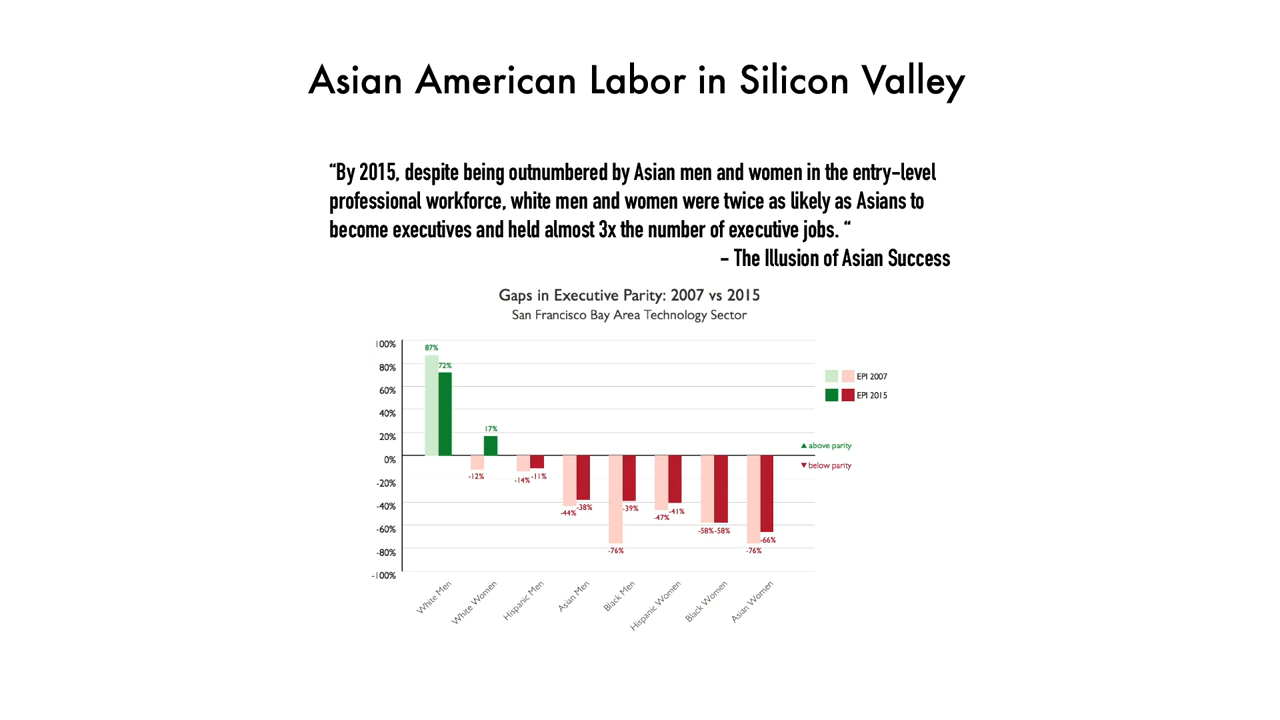 Asian American Labor in Silicon Valley
“By 2015, despite being outnumbered by Asian men and women in the entry-level
professional workforce, white men and women were twice as likely as Asians to
become executives and held almost 3x the number of executive jobs. “
- The Illusion of Asian Success
Gaps in Executive Parity: 2007 vs 2015
San Francisco Bay Area Technology Sector
100%
80%
60%
40%
20%
0%
-20%
-40%
-60%
-80%
-100%
87%
72%
-12%
17%
-14%
-11%
-44%
-38%
-76%
-39%
-47%
-41%
-58%
-58%
-76%
-66%
EPI 2007
EPI 2015
▲ above parity
▼ below parity
White Men
White Women
Hispanic Men
Asian Men
Black Men
Hispanic Women
Black Women
Asian Women